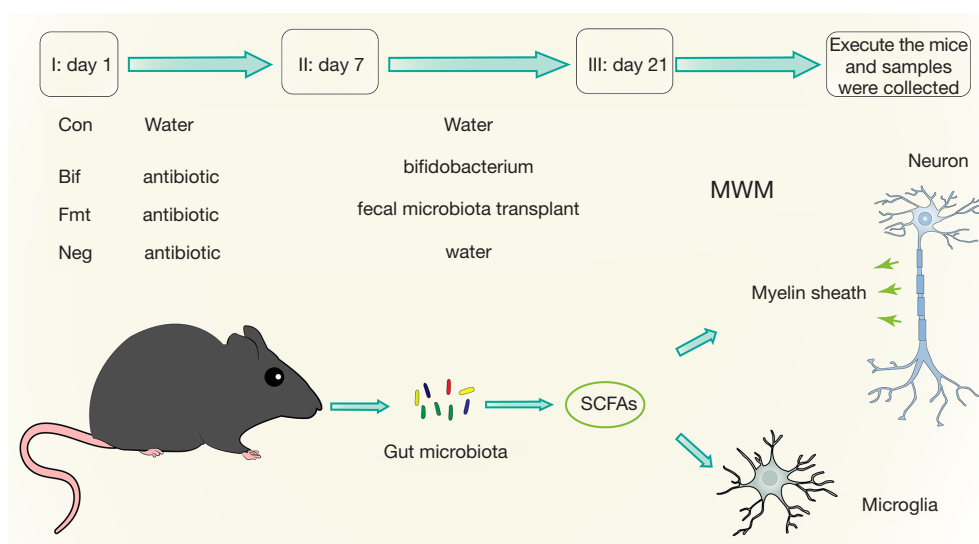 I: day 1
II: day 7
III: day 21
Execute the mice
and samples
were collected
Con Water Water
Bif antibiotic bifidobacterium
Fmt antibiotic fecal microbiota transplant
Neg antibiotic water
MWM
Neuron
Myelin sheath
SCFAs
Gut microbiota
Microglia